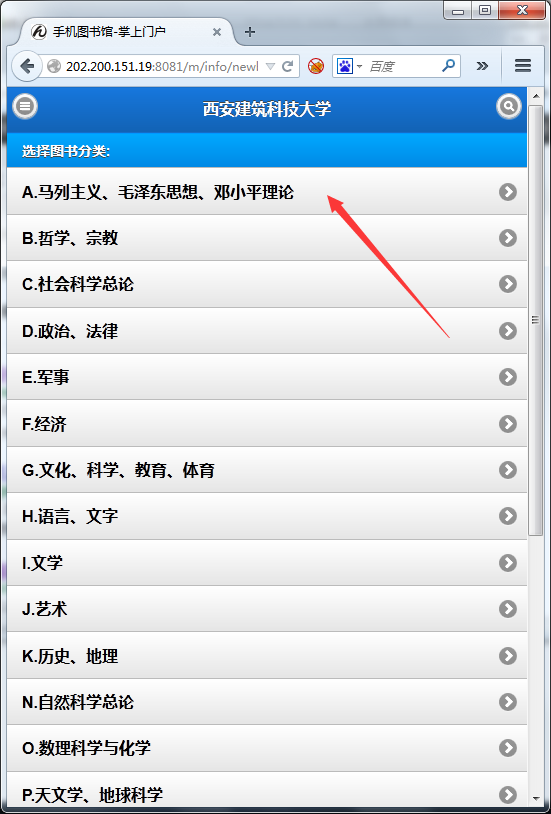 手机图书馆-掌上门户
202.200.151.19:8081/m/info/newl
百度
西安建筑科技大学
选择图书分类:
A.马列主义、毛泽东思想、邓小平理论
B.哲学、宗教
C.社会科学总论
D.政治、法律
E.军事
F.经济
G.文化、科学、教育、体育
H.语言、文字
I.文学
J.艺术
K.历史、地理
N.自然科学总论
O.数理科学与化学
P.天文学、地球科学